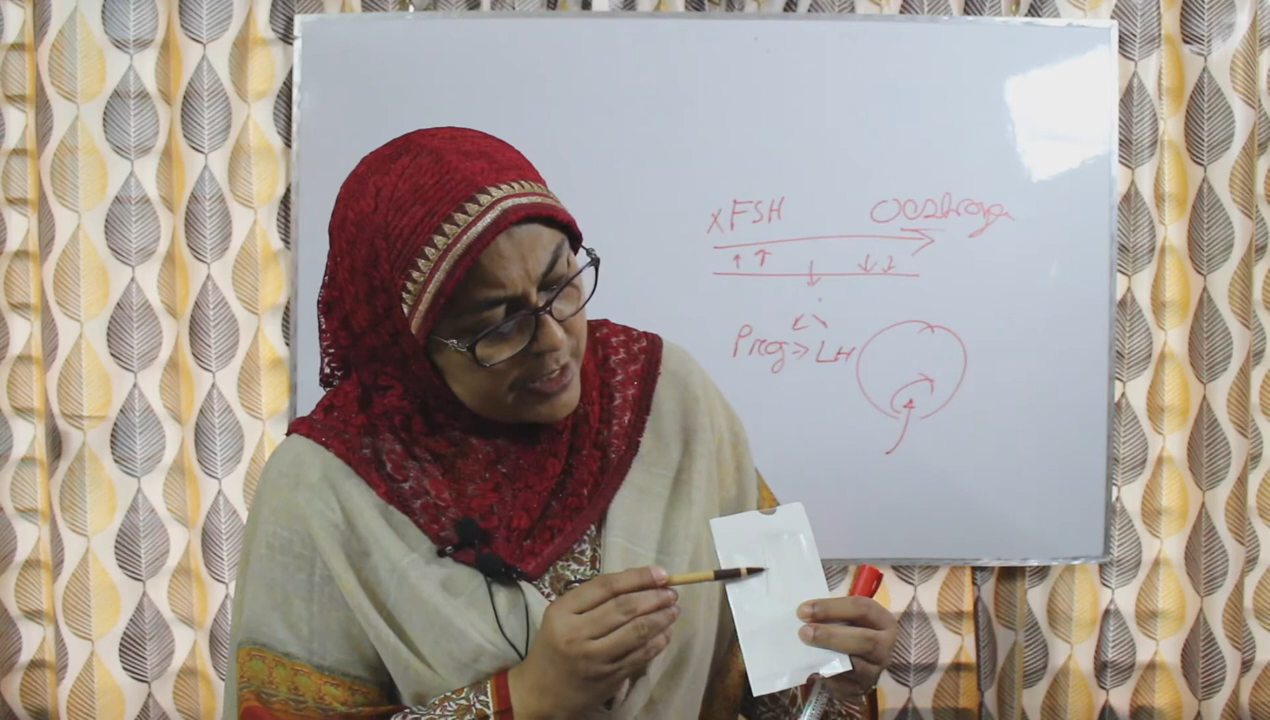 xFSH Oestrogen
↑ ↑ ↓ ↓ ↓
Prog > LH